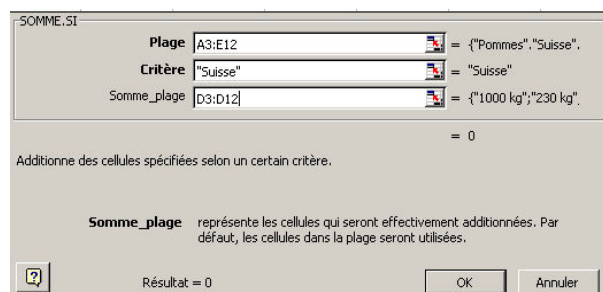 SOMME.SI
Plage A3:E12 = {"Pommes"."Suisse".
Critère "Suisse" = "Suisse"
Somme_plage D3:D12 = {"1000 kg";"230 kg"
= 0
Additionne des cellules spécifiées selon un certain critère.
Somme_plage représente les cellules qui seront effectivement additionnées. Par
défaut, les cellules dans la plage seront utilisées.
? Résultat = 0 OK Annuler